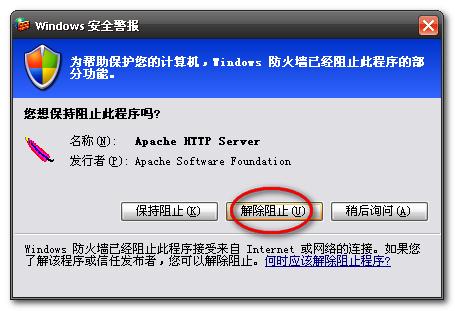 Windows 安全警报
为帮助保护您的计算机，Windows 防火墙已经阻止此程序的部
分功能。
您想保持阻止此程序吗?
名称(N): Apache HTTP Server
发行者(P): Apache Software Foundation
保持阻止(K) 解除阻止(U) 稍后询问(A)
Windows 防火墙已经阻止此程序接受来自 Internet 或网络的连接。如果您
了解该程序或信任发布者，您可以解除阻止。何时应该解除阻止程序?